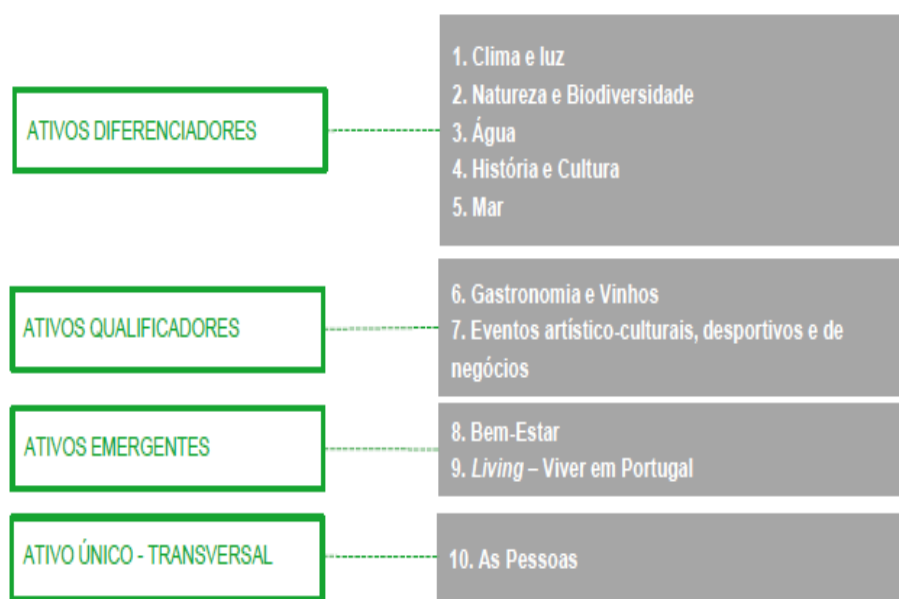 ATIVOS DIFERENCIADORES
1. Clima e luz
2. Natureza e Biodiversidade
3. Água
4. História e Cultura
5. Mar
ATIVOS QUALIFICADORES
6. Gastronomia e Vinhos
7. Eventos artístico-culturais, desportivos e de
negócios
ATIVOS EMERGENTES
8. Bem-Estar
9. Living – Viver em Portugal
ATIVO ÚNICO - TRANSVERSAL
10. As Pessoas